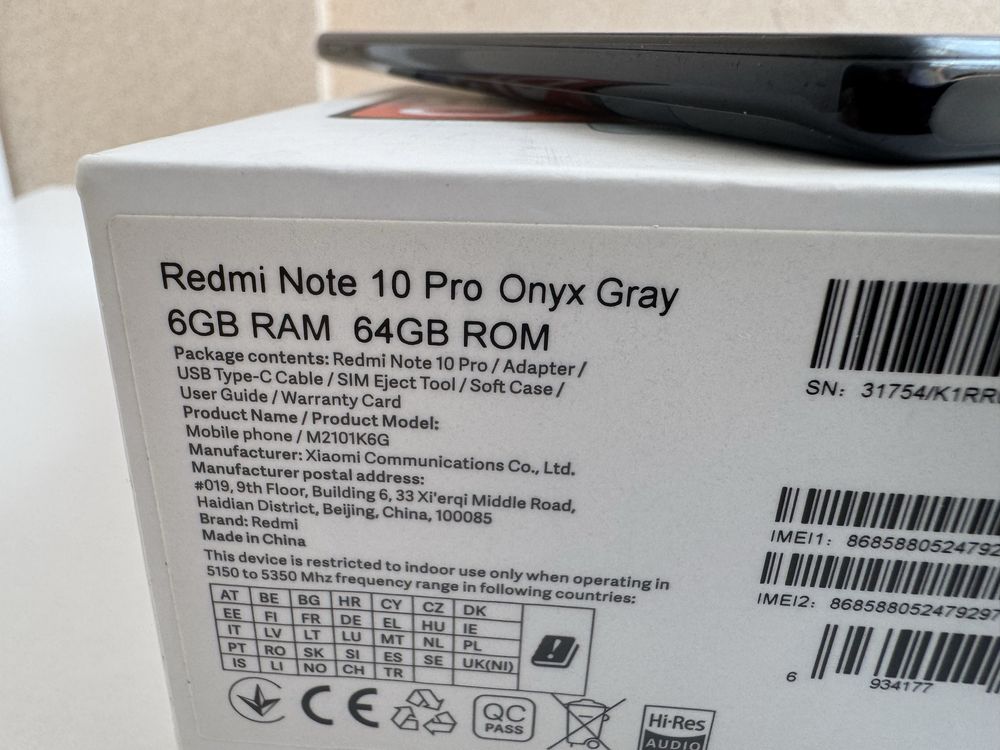 Redmi Note 10 Pro Onyx Gray
6GB RAM 64GB ROM
Package contents: Redmi Note 10 Pro / Adapter /
USB Type-C Cable / SIM Eject Tool / Soft Case /
User Guide / Warranty Card
Product Name / Product Model:
Mobile phone / M2101K6G
Manufacturer: Xiaomi Communications Co., Ltd.
Manufacturer postal address:
#019, 9th Floor, Building 6, 33 Xi'erqi Middle Road,
Haidian District, Beijing, China, 100085
Brand: Redmi
Made in China
This device is restricted to indoor use only when operating in
5150 to 5350 Mhz frequency range in following countries:
AT BE BG HR CY CZ DK
EE FI FR DE EL HU IE
IT LV LT LU MT NL PL
PT RO SK SI ES SE UK(NI)
IS LI NO CH TR
CE
QC
PASS
Hi-Res
AUDIO
SN: 31754/K1RR
IMEI1: 8685880524792
IMEI2: 86858805247929
6 934177